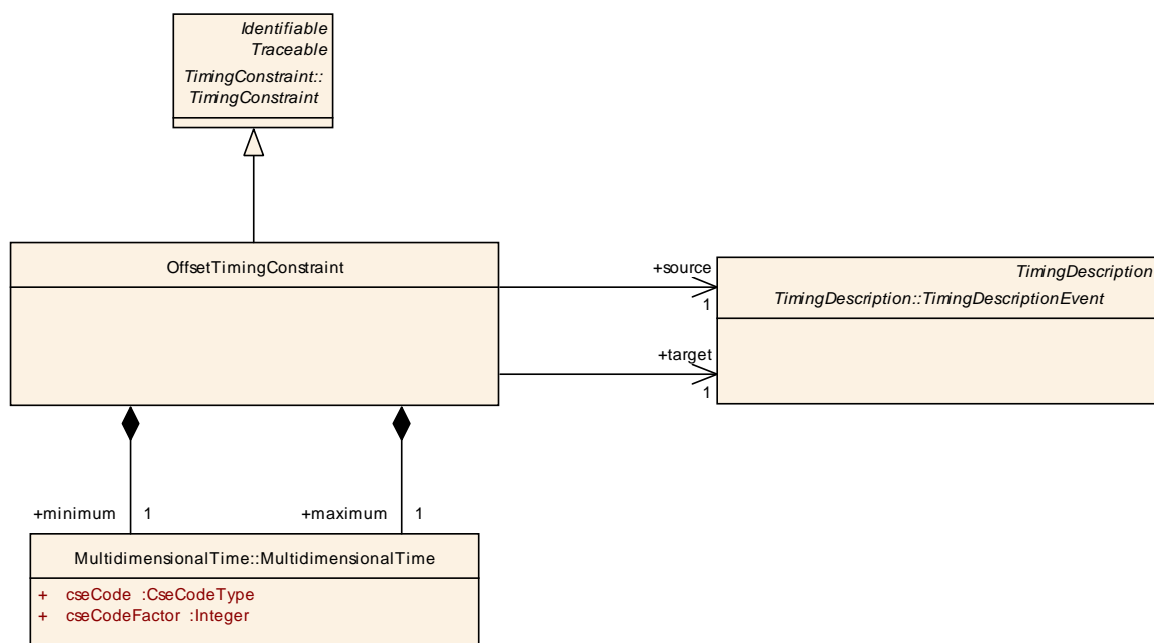 Identifiable
Traceable
TimingConstraint::
TimingConstraint
OffsetTimingConstraint
+source
1
TimingDescription
TimingDescription::TimingDescriptionEvent
+target
1
+minimum 1
+maximum 1
MultidimensionalTime::MultidimensionalTime
+ cseCode :CseCodeType
+ cseCodeFactor :Integer